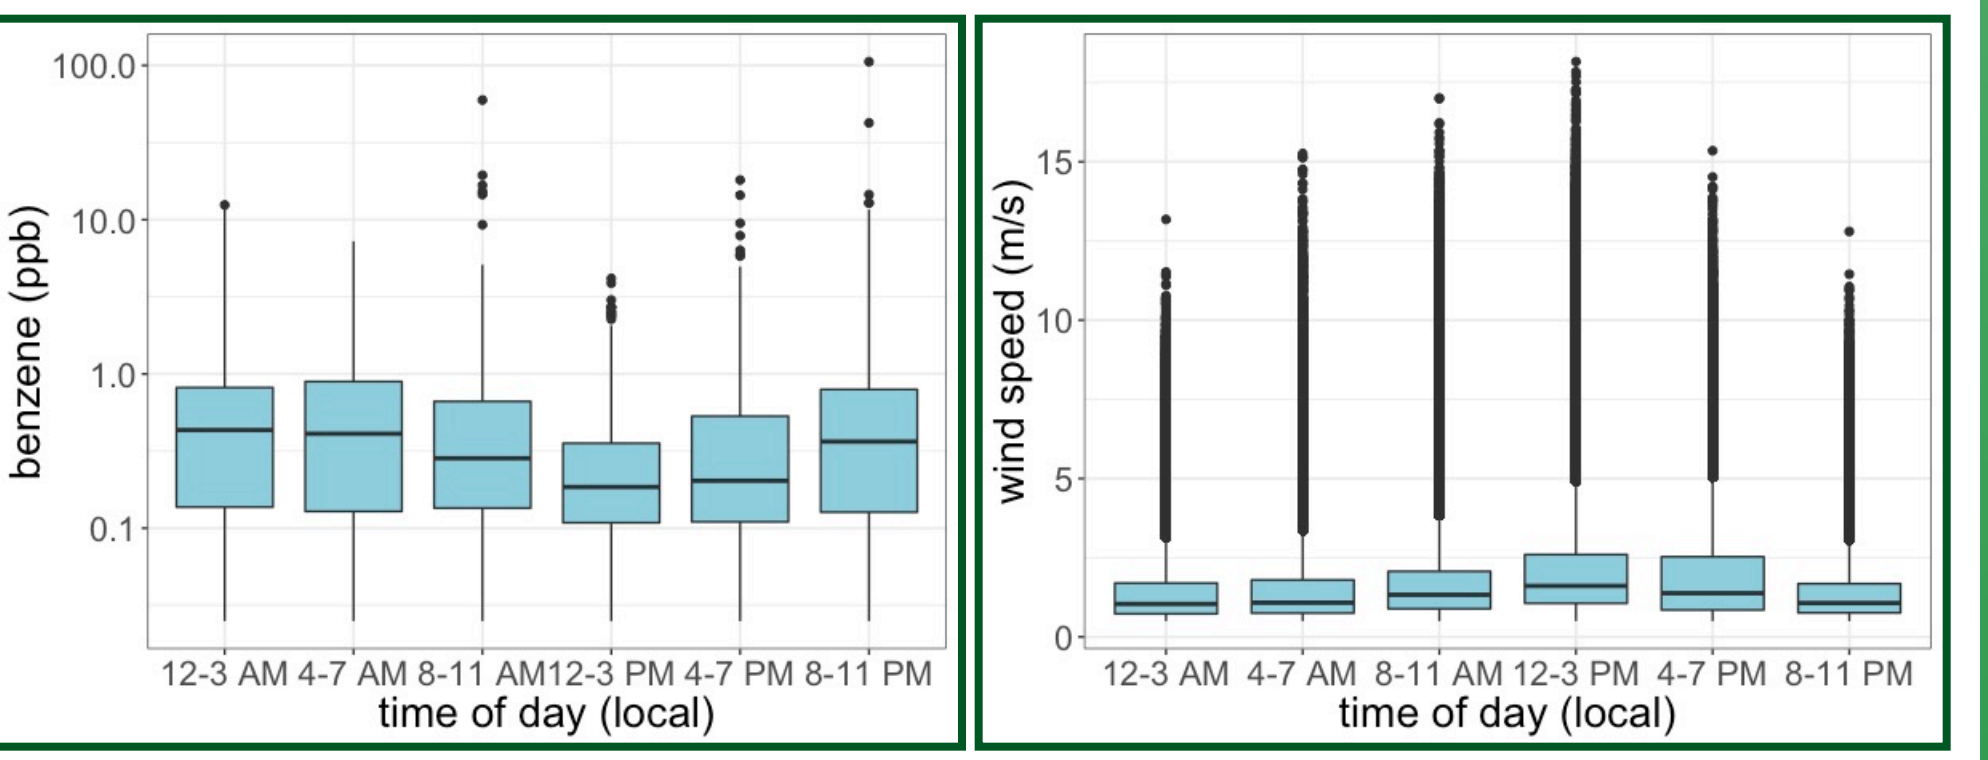 benzene (ppb)
100.0
10.0
1.0
0.1
12-3 AM 4-7 AM 8-11 AM 12-3 PM 4-7 PM 8-11 PM
time of day (local)
wind speed (m/s)
15
10
5
0
12-3 AM 4-7 AM 8-11 AM 12-3 PM 4-7 PM 8-11 PM
time of day (local)